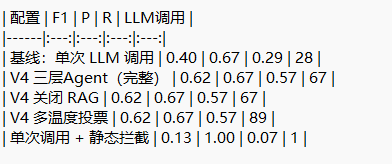 | 配置 | F1 | P | R | LLM调用 |
|------|:---:|:---:|:---:|:---:|
| 基线：单次 LLM 调用 | 0.40 | 0.67 | 0.29 | 28 |
| V4 三层Agent（完整） | 0.62 | 0.67 | 0.57 | 67 |
| V4 关闭 RAG | 0.62 | 0.67 | 0.57 | 67 |
| V4 多温度投票 | 0.62 | 0.67 | 0.57 | 89 |
| 单次调用 + 静态拦截 | 0.13 | 1.00 | 0.07 | 1 |